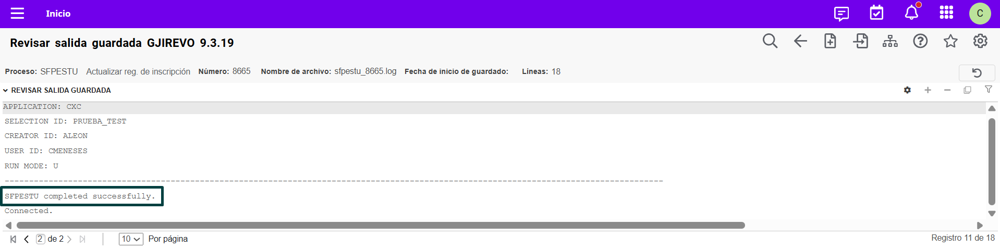 Inicio
C
Revisar salida guardada GJIREVO 9.3.19
Proceso: SFPESTU Actualizar reg. de inscripción Número: 8665 Nombre de archivo: sfpestu_8665.log Fecha de inicio de guardado: Líneas: 18
REVISAR SALIDA GUARDADA
APPLICATION: CXC
SELECTION ID: PRUEBA_TEST
CREATOR ID: ALEON
USER ID: CMENESES
RUN MODE: U
---------------------------------------------------------------------------------------------------------------------------------------
SFPESTU completed successfully.
Connected.
2 de 2 10 Por página Registro 11 de 18